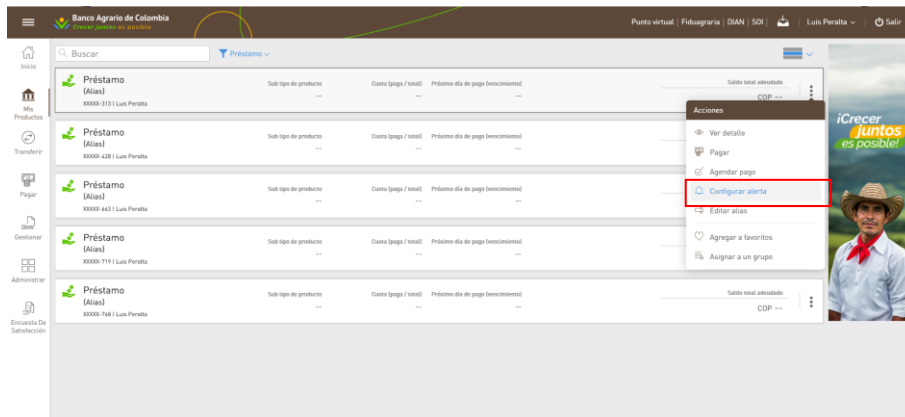 Banco Agrario de Colombia
Crecer juntos es posible
Punto virtual | Fiduagraria | DIAN | SOI |
Luis Peralta
Salir
Inicio
Mis
Productos
Transferir
Pagar
Gestionar
Administrar
Encuesta De
Satisfacción
Buscar
Préstamo
Préstamo
(Alias)
XXXXX-313 | Luis Peralta
Sub tipo de producto
--
Cuota (paga / total)
--
Próximo día de pago (vencimiento)
--
Saldo total adeudado
COP --
Préstamo
(Alias)
XXXXX-428 | Luis Peralta
Sub tipo de producto
--
Cuota (paga / total)
--
Próximo día de pago (vencimiento)
--
Préstamo
(Alias)
XXXXX-663 | Luis Peralta
Sub tipo de producto
--
Cuota (paga / total)
--
Próximo día de pago (vencimiento)
--
Préstamo
(Alias)
XXXXX-719 | Luis Peralta
Sub tipo de producto
--
Cuota (paga / total)
--
Próximo día de pago (vencimiento)
--
Préstamo
(Alias)
XXXXX-768 | Luis Peralta
Sub tipo de producto
--
Cuota (paga / total)
--
Próximo día de pago (vencimiento)
--
Saldo total adeudado
COP --
Acciones
Ver detalle
Pagar
Agendar pago
Configurar alerta
Editar alias
Agregar a favoritos
Asignar a un grupo
¡Crecer
juntos
es posible!